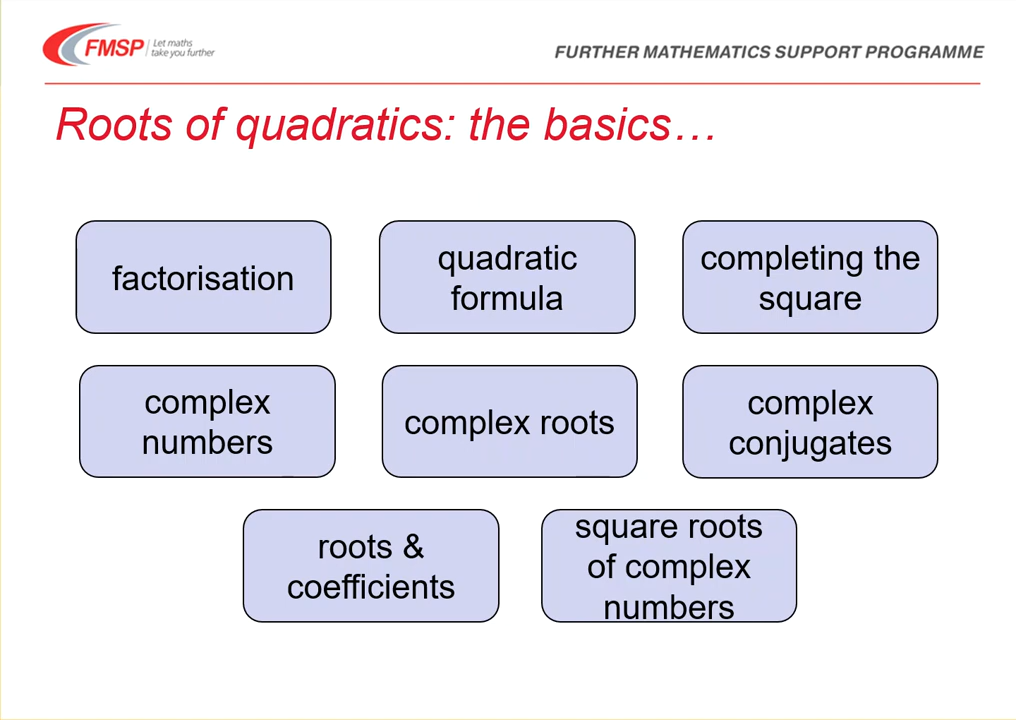 FMSP
Let maths
take you further
FURTHER MATHEMATICS SUPPORT PROGRAMME
Roots of quadratics: the basics…
factorisation
quadratic
formula
completing the
square
complex
numbers
complex roots
complex
conjugates
roots &
coefficients
square roots
of complex
numbers